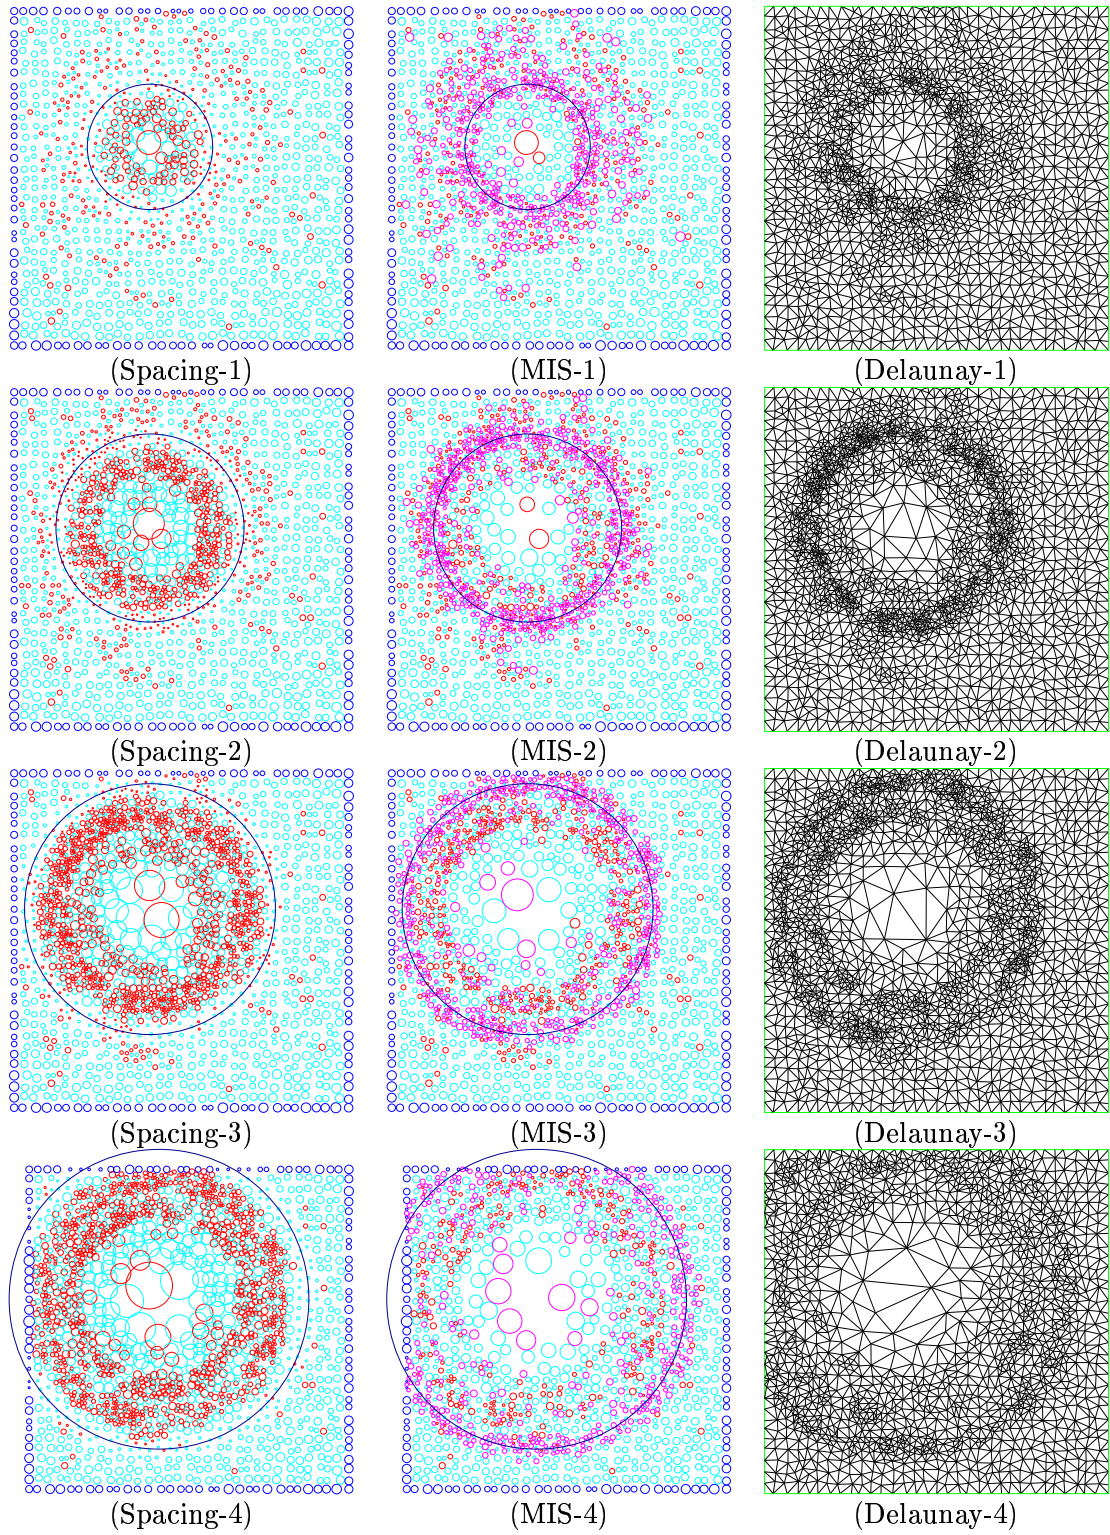 (Spacing-1) (MIS-1) (Delaunay-1)
(Spacing-2) (MIS-2) (Delaunay-2)
(Spacing-3) (MIS-3) (Delaunay-3)
(Spacing-4) (MIS-4) (Delaunay-4)